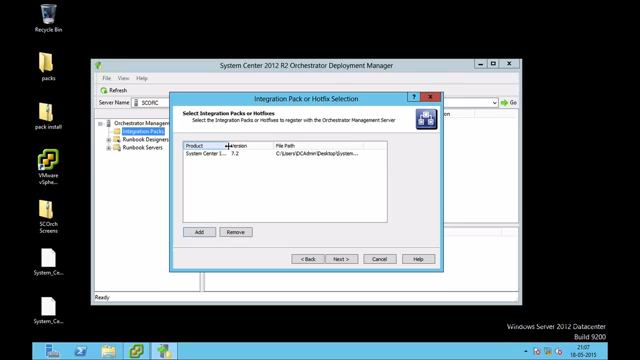 Recycle Bin
packs
pack install
VMware
vSphe...
SCOrch
Screens
System_Ce...
System_Ce...
System Center 2012 R2 Orchestrator Deployment Manager
File View Help
Refresh
Server Name SCORC
Go
Orchestrator Managem
Integration Packs
Runbook Designers
Runbook Servers
Ready
Integration Pack or Hotfix Selection
?
Select Integration Packs or Hotfixes
Select the Integration Packs or Hotfixes to register with the Orchestrator Management Server
Product Version File Path
System Center I... 7.2 C:\Users\DCAdmin\Desktop\System...
Add Remove
< Back Next > Cancel Help
Windows Server 2012 Datacenter
Build 9200
21:07
18-05-2015